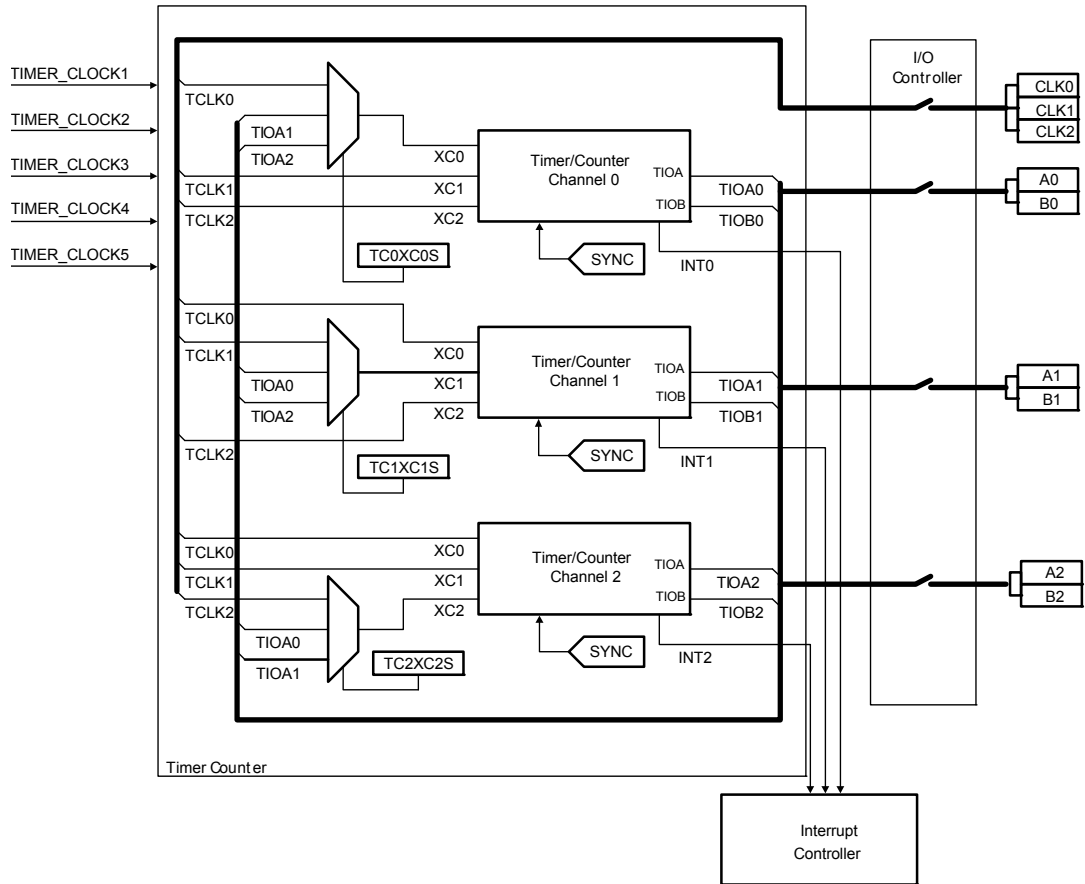 TIMER_CLOCK1
TIMER_CLOCK2
TIMER_CLOCK3
TIMER_CLOCK4
TIMER_CLOCK5
TCLK0
TIOA1
TIOA2
TCLK1
TCLK2
XC0
XC1
XC2
Timer/Counter
Channel 0
TIOA
TIOB
TIOA0
TIOB0
TC0XC0S
SYNC
INT0
TCLK0
TCLK1
TIOA0
TIOA2
TCLK2
XC0
XC1
XC2
Timer/Counter
Channel 1
TIOA
TIOB
TIOA1
TIOB1
TC1XC1S
SYNC
INT1
TCLK0
TCLK1
TCLK2
TIOA0
TIOA1
XC0
XC1
XC2
Timer/Counter
Channel 2
TIOA
TIOB
TIOA2
TIOB2
TC2XC2S
SYNC
INT2
Timer Counter
I/O
Controller
CLK0
CLK1
CLK2
A0
B0
A1
B1
A2
B2
Interrupt
Controller